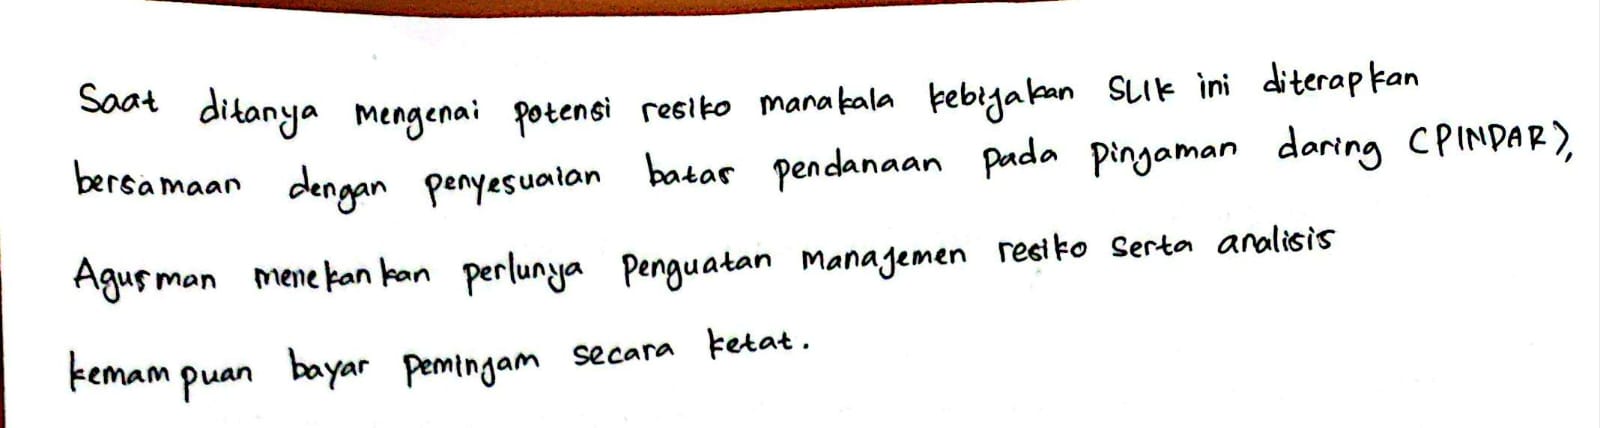 Saat ditanya mengenai potensi resiko manakala kebijakan SLIK ini diterapkan
bersamaan dengan penyesuaian batas pendanaan pada pinjaman daring (PINDAR),
Agusman menekankan perlunya penguatan manajemen resiko serta analisis
kemampuan bayar peminjam secara ketat.